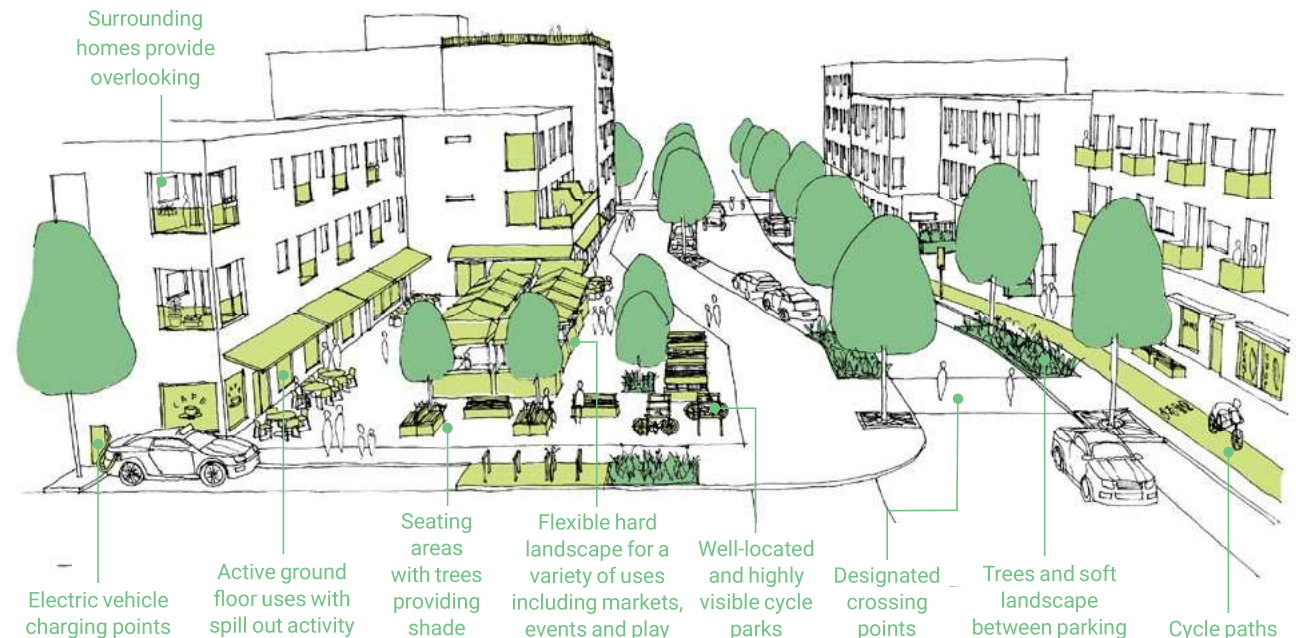 Surrounding
homes provide
overlooking
CAFE
Electric vehicle
charging points
Active ground
floor uses with
spill out activity
Seating
areas
with trees
providing
shade
Flexible hard
landscape for a
variety of uses
including markets,
events and play
Well-located
and highly
visible cycle
parks
Designated
crossing
points
Trees and soft
landscape
between parking
Cycle paths